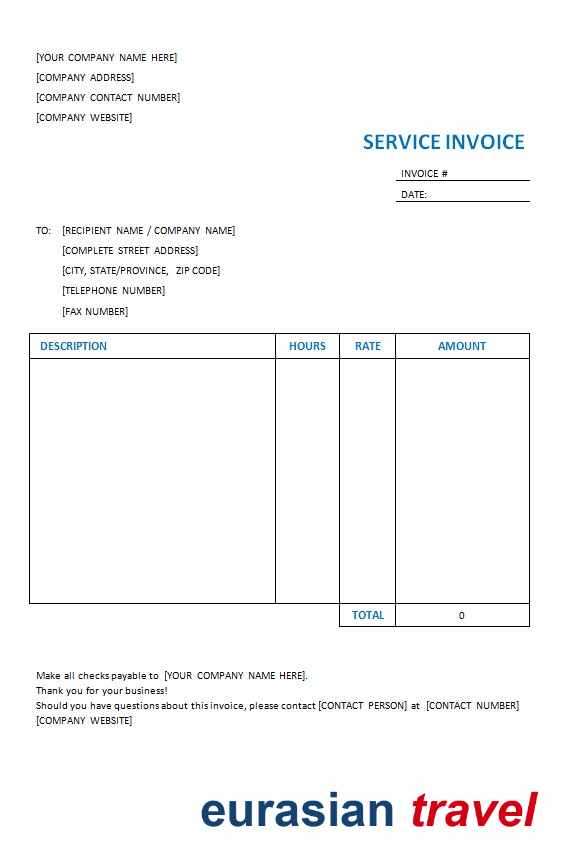 [YOUR COMPANY NAME HERE]
[COMPANY ADDRESS]
[COMPANY CONTACT NUMBER]
[COMPANY WEBSITE]
SERVICE INVOICE
INVOICE #
DATE:
TO: [RECIPIENT NAME / COMPANY NAME]
[COMPLETE STREET ADDRESS]
[CITY, STATE/PROVINCE, ZIP CODE]
[TELEPHONE NUMBER]
[FAX NUMBER]
DESCRIPTION HOURS RATE AMOUNT
TOTAL 0
Make all checks payable to [YOUR COMPANY NAME HERE].
Thank you for your business!
Should you have questions about this invoice, please contact [CONTACT PERSON] at [CONTACT NUMBER]
[COMPANY WEBSITE]
eurasian travel